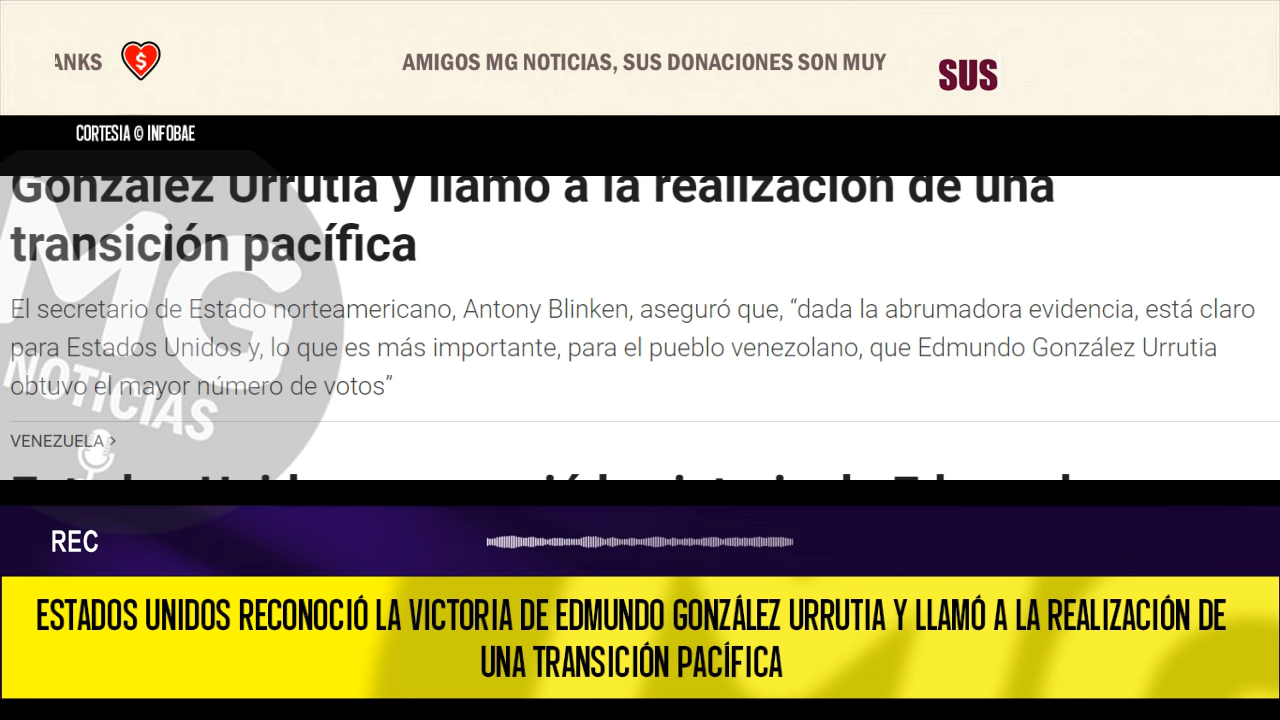 ANKS
$
AMIGOS MG NOTICIAS, SUS DONACIONES SON MUY
SUS
CORTESIA © INFOBAE
González Urrutia y llamó a la realización de una
transición pacífica
El secretario de Estado norteamericano, Antony Blinken, aseguró que, “dada la abrumadora evidencia, está claro
para Estados Unidos y, lo que es más importante, para el pueblo venezolano, que Edmundo González Urrutia
obtuvo el mayor número de votos”
MG
NOTICIAS
VENEZUELA >
REC
ESTADOS UNIDOS RECONOCIÓ LA VICTORIA DE EDMUNDO GONZÁLEZ URRUTIA Y LLAMÓ A LA REALIZACIÓN DE
UNA TRANSICIÓN PACÍFICA